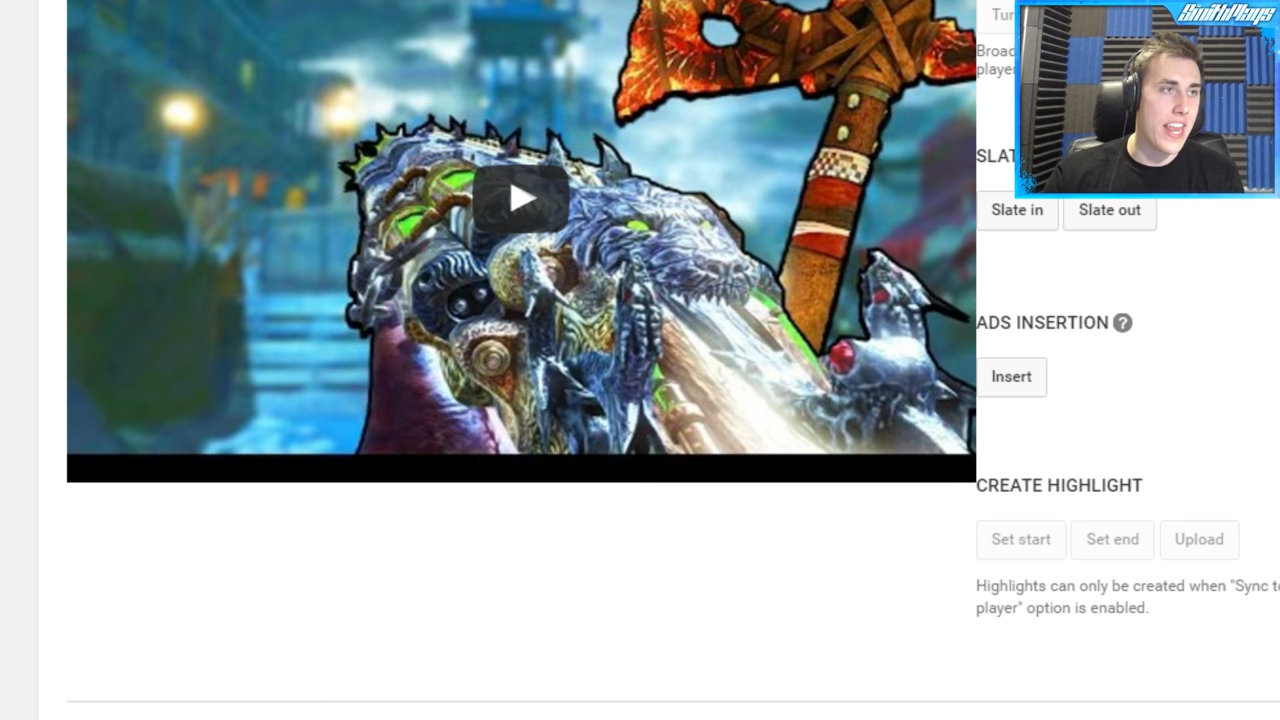 SmithPlays
Tur
Broad
player
SLAT
Slate in
Slate out
ADS INSERTION ?
Insert
CREATE HIGHLIGHT
Set start
Set end
Upload
Highlights can only be created when "Sync to
player" option is enabled.